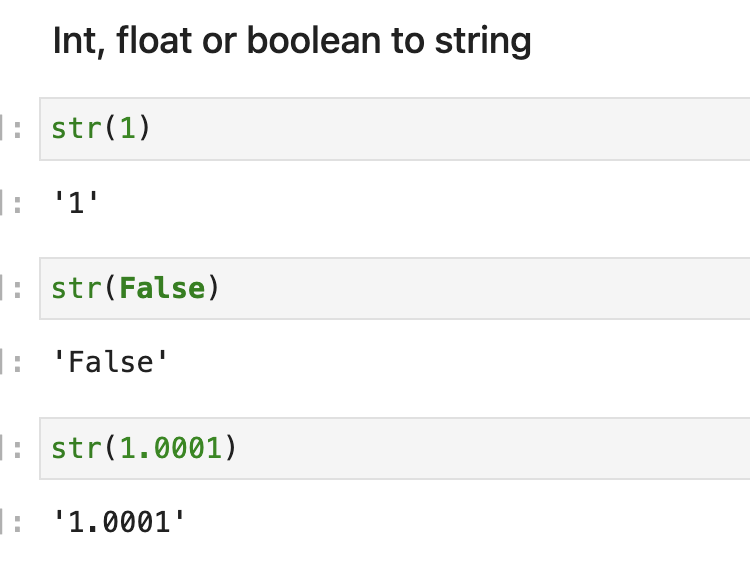 Int, float or boolean to string
]: str(1)
]: '1'
]: str(False)
]: 'False'
]: str(1.0001)
]: '1.0001'